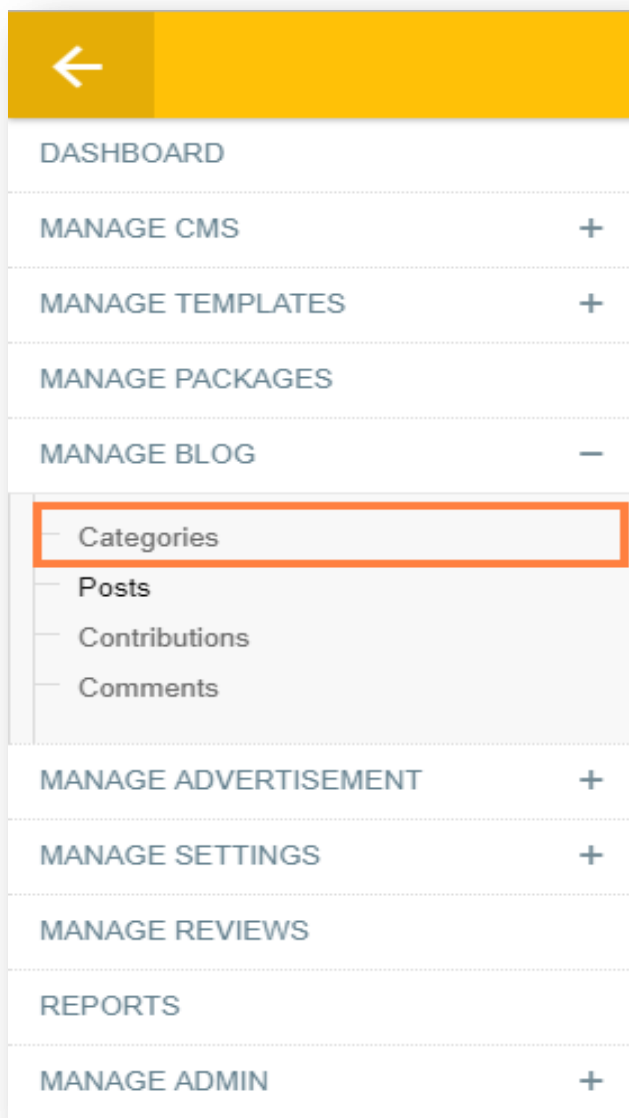 DASHBOARD
MANAGE CMS +
MANAGE TEMPLATES +
MANAGE PACKAGES
MANAGE BLOG −
Categories
Posts
Contributions
Comments
MANAGE ADVERTISEMENT +
MANAGE SETTINGS +
MANAGE REVIEWS
REPORTS
MANAGE ADMIN +